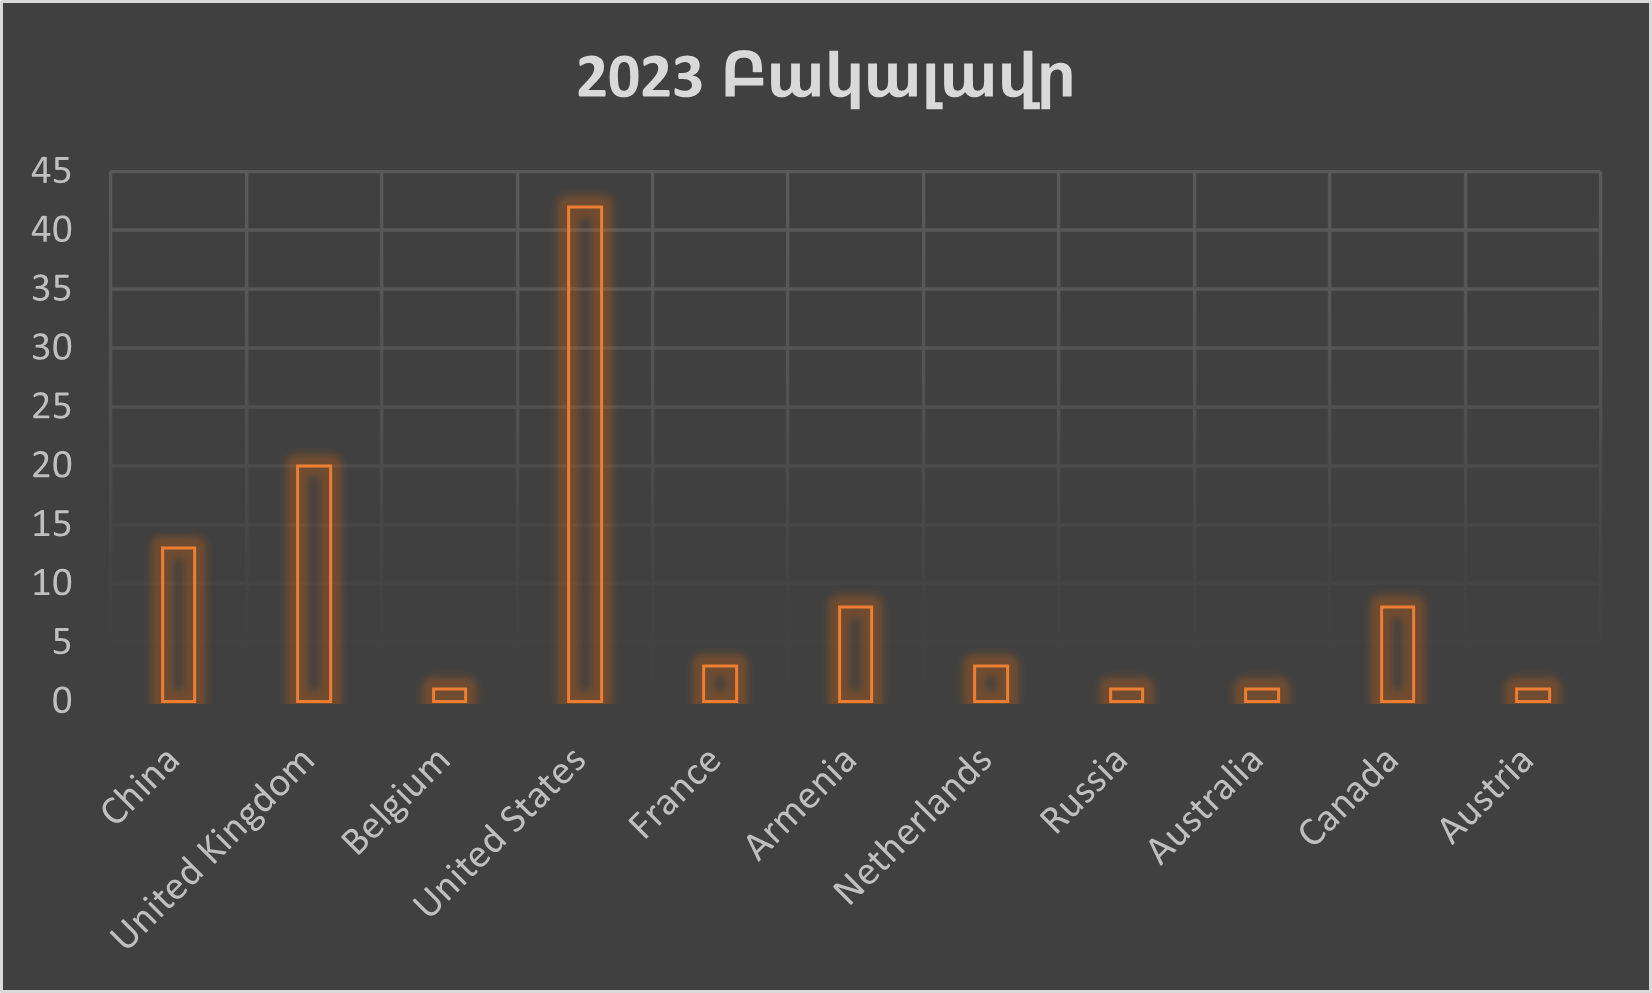 2023 Բակալավր
45
40
35
30
25
20
15
10
5
0
China
United Kingdom
Belgium
United States
France
Armenia
Netherlands
Russia
Australia
Canada
Austria